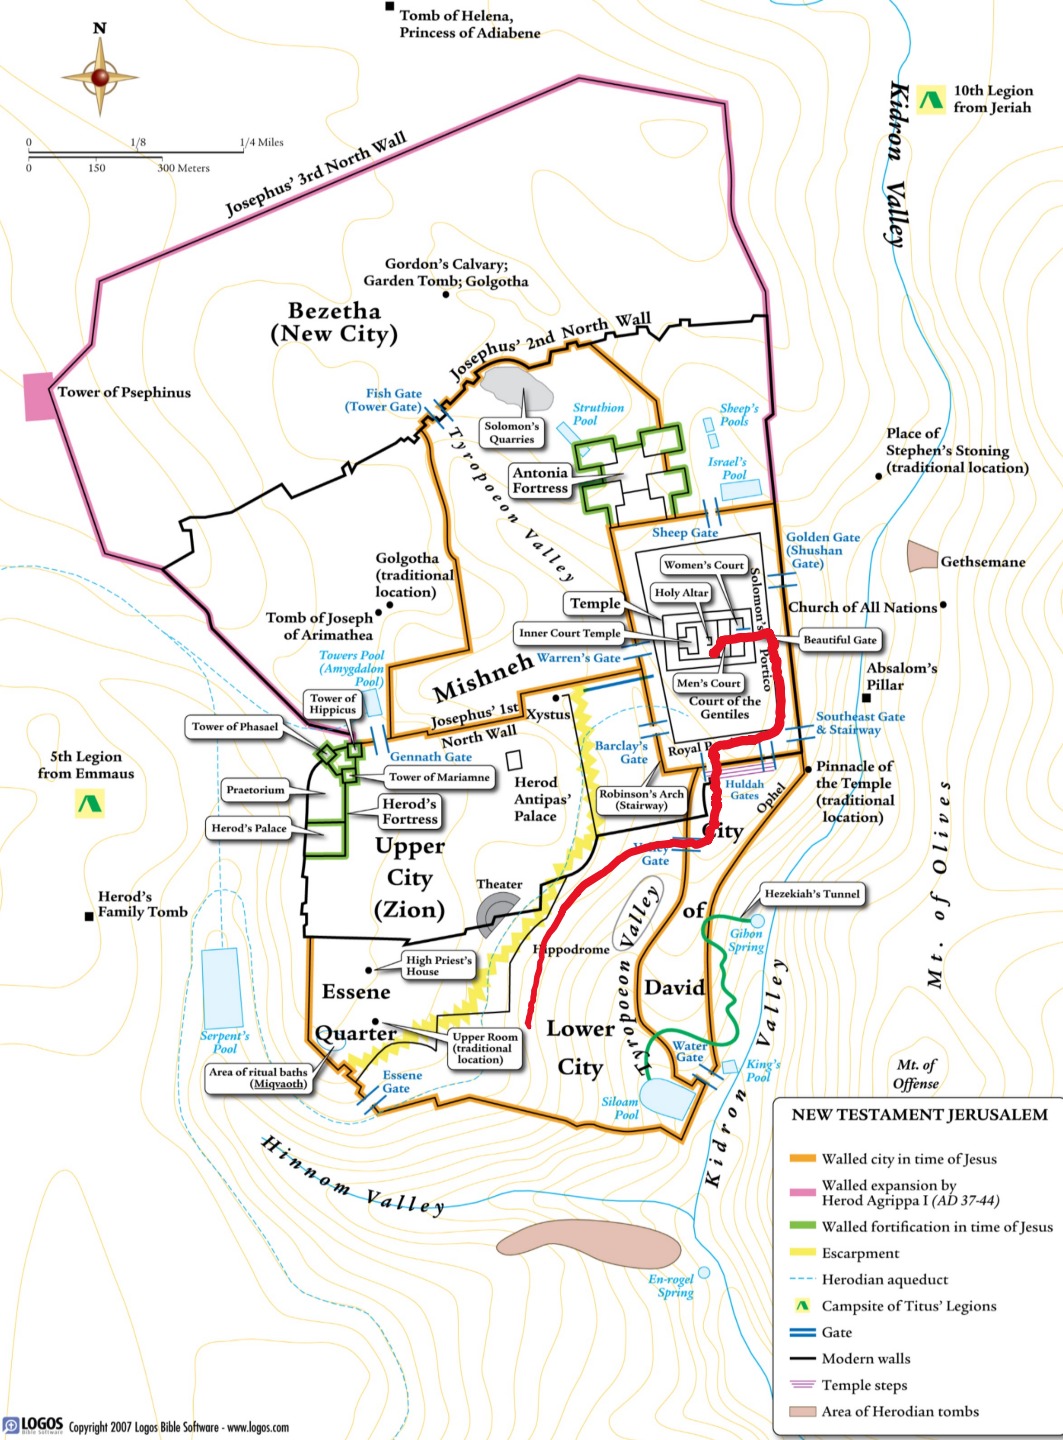 Tomb of Helena,
Princess of Adiabene
N
0
1/8
1/4 Miles
0
150
300 Meters
Kidron Valley
10th Legion
from Jeriah
Josephus' 3rd North Wall
Gordon's Calvary;
Garden Tomb; Golgotha
Bezetha
(New City)
Josephus' 2nd North Wall
Tower of Psephinus
Fish Gate
(Tower Gate)
Solomon's
Quarries
Struthion
Pool
Sheep's
Pools
Place of
Stephen's Stoning
(traditional location)
Tyropoeon Valley
Antonia
Fortress
Israel's
Pool
Sheep Gate
Golden Gate
(Shushan
Gate)
Gethsemane
Golgotha
(traditional
location)
Women's Court
Solomon's
Portico
Holy Altar
Temple
Church of All Nations
Tomb of Joseph
of Arimathea
Inner Court Temple
Beautiful Gate
Towers Pool
(Amygdalon
Pool)
Warren's Gate
Mishneh
Men's Court
Absalom's
Pillar
Court of the
Gentiles
Tower of
Hippicus
Josephus' 1st
North Wall
Xystus
Tower of Phasael
Southeast Gate
& Stairway
Gennath Gate
Barclay's
Gate
Royal
5th Legion
from Emmaus
Tower of Mariamne
Herod
Antipas'
Palace
Pinnacle of
the Temple
(traditional
location)
Praetorium
Robinson's Arch
(Stairway)
Huldah
Gates
Ophel
Herod's
Fortress
Herod's Palace
City
Upper
City
(Zion)
Valley
Gate
Mt. of Olives
Theater
Herod's
Family Tomb
Hezekiah's Tunnel
of
Gihon
Spring
Tyropoeon Valley
Hippodrome
High Priest's
House
David
Essene
Quarter
Kidron Valley
Serpent's
Pool
Upper Room
(traditional
location)
Lower
City
Water
Gate
King's
Pool
Mt. of
Offense
Area of ritual baths
(Miqvaoth)
Essene
Gate
Siloam
Pool
Hinnom Valley
En-rogel
Spring
NEW TESTAMENT JERUSALEM
Walled city in time of Jesus
Walled expansion by
Herod Agrippa I (AD 37-44)
Walled fortification in time of Jesus
Escarpment
Herodian aqueduct
Campsite of Titus' Legions
Gate
Modern walls
Temple steps
Area of Herodian tombs
LOGOS
Bible Software
Copyright 2007 Logos Bible Software - www.logos.com